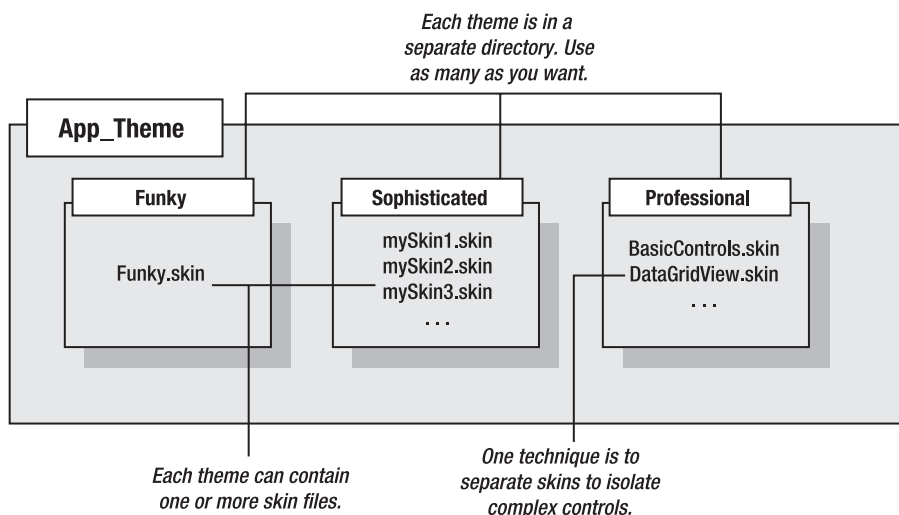 Each theme is in a
separate directory. Use
as many as you want.
App_Theme
Funky
Funky.skin
Sophisticated
mySkin1.skin
mySkin2.skin
mySkin3.skin
...
Professional
BasicControls.skin
DataGridView.skin
...
Each theme can contain
one or more skin files.
One technique is to
separate skins to isolate
complex controls.